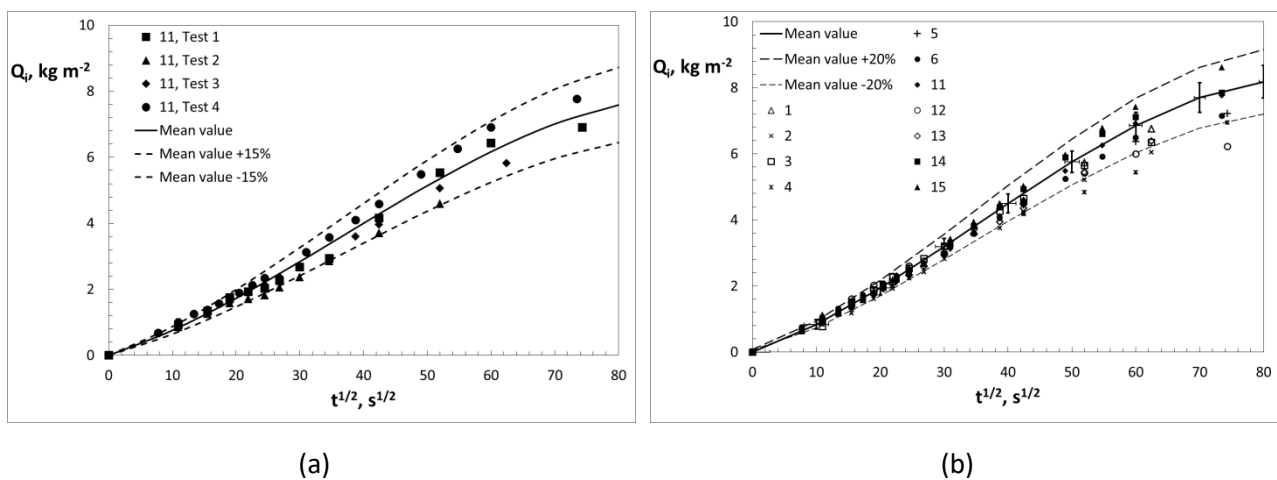 10
8
6
4
2
0
Qi, kg m-2
11, Test 1
11, Test 2
11, Test 3
11, Test 4
Mean value
Mean value +15%
Mean value -15%
0 10 20 30 40 50 60 70 80
t1/2, s1/2
(a)
10
8
6
4
2
0
Qi, kg m-2
Mean value
Mean value +20%
Mean value -20%
1
2
3
4
5
6
11
12
13
14
15
0 10 20 30 40 50 60 70 80
t1/2, s1/2
(b)